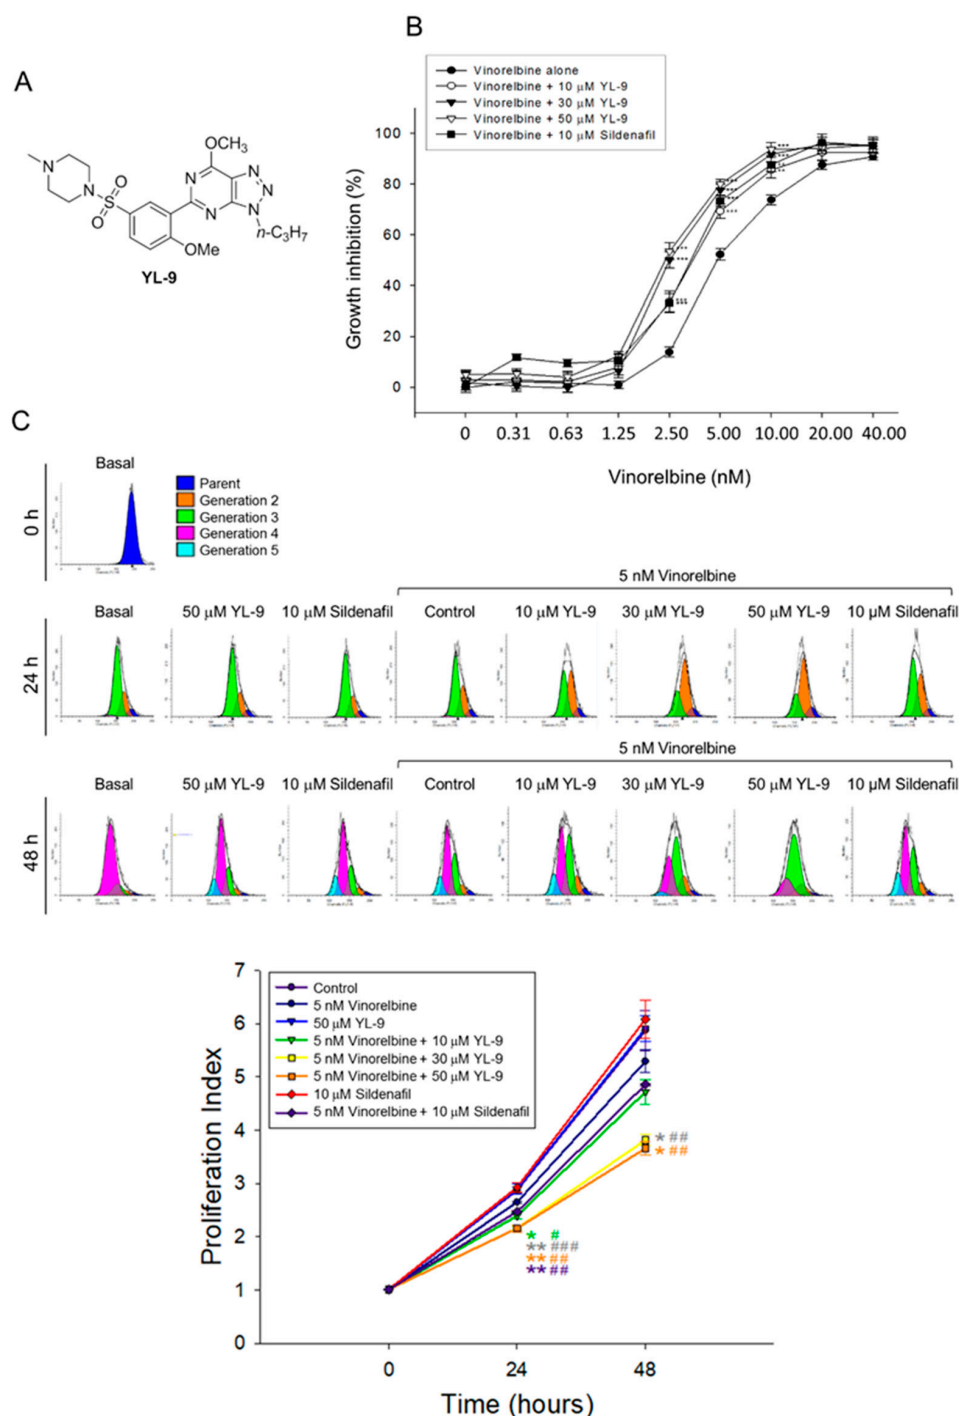 A
OCH3
N
N
N
N
N
N
N
O
S
O
N
n-C3H7
OMe
YL-9
B
Vinorelbine alone
Vinorelbine + 10 μM YL-9
Vinorelbine + 30 μM YL-9
Vinorelbine + 50 μM YL-9
Vinorelbine + 10 μM Sildenafil
Growth inhibition (%)
100
80
60
40
20
0
0 0.31 0.63 1.25 2.50 5.00 10.00 20.00 40.00
Vinorelbine (nM)
C
Basal
Parent
Generation 2
Generation 3
Generation 4
Generation 5
0 h
5 nM Vinorelbine
Basal 50 μM YL-9 10 μM Sildenafil Control 10 μM YL-9 30 μM YL-9 50 μM YL-9 10 μM Sildenafil
24 h
5 nM Vinorelbine
Basal 50 μM YL-9 10 μM Sildenafil Control 10 μM YL-9 30 μM YL-9 50 μM YL-9 10 μM Sildenafil
48 h
Proliferation Index
7
6
5
4
3
2
1
0
Control
5 nM Vinorelbine
50 μM YL-9
5 nM Vinorelbine + 10 μM YL-9
5 nM Vinorelbine + 30 μM YL-9
5 nM Vinorelbine + 50 μM YL-9
10 μM Sildenafil
5 nM Vinorelbine + 10 μM Sildenafil
* ##
* ##
* #
** ###
** ##
** ##
0 24 48
Time (hours)